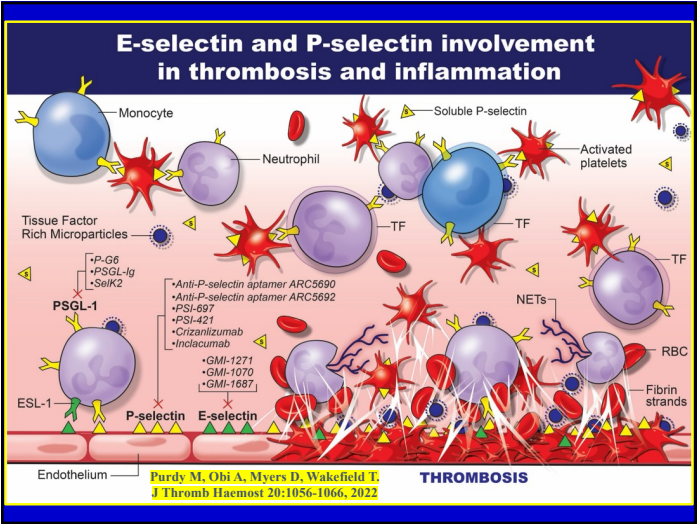 E-selectin and P-selectin involvement
in thrombosis and inflammation
Monocyte
Neutrophil
Soluble P-selectin
Activated
platelets
Tissue Factor
Rich Microparticles
TF
TF
TF
•P-G6
•PSGL-Ig
•SelK2
PSGL-1
•Anti-P-selectin aptamer ARC5690
•Anti-P-selectin aptamer ARC5692
•PSI-697
•PSI-421
•Crizanlizumab
•Inclacumab
•GMI-1271
•GMI-1070
•GMI-1687
NETs
RBC
Fibrin
strands
ESL-1
P-selectin
E-selectin
Endothelium
THROMBOSIS
Purdy M, Obi A, Myers D, Wakefield T.
J Thromb Haemost 20:1056-1066, 2022
s
s
s
s
s
s